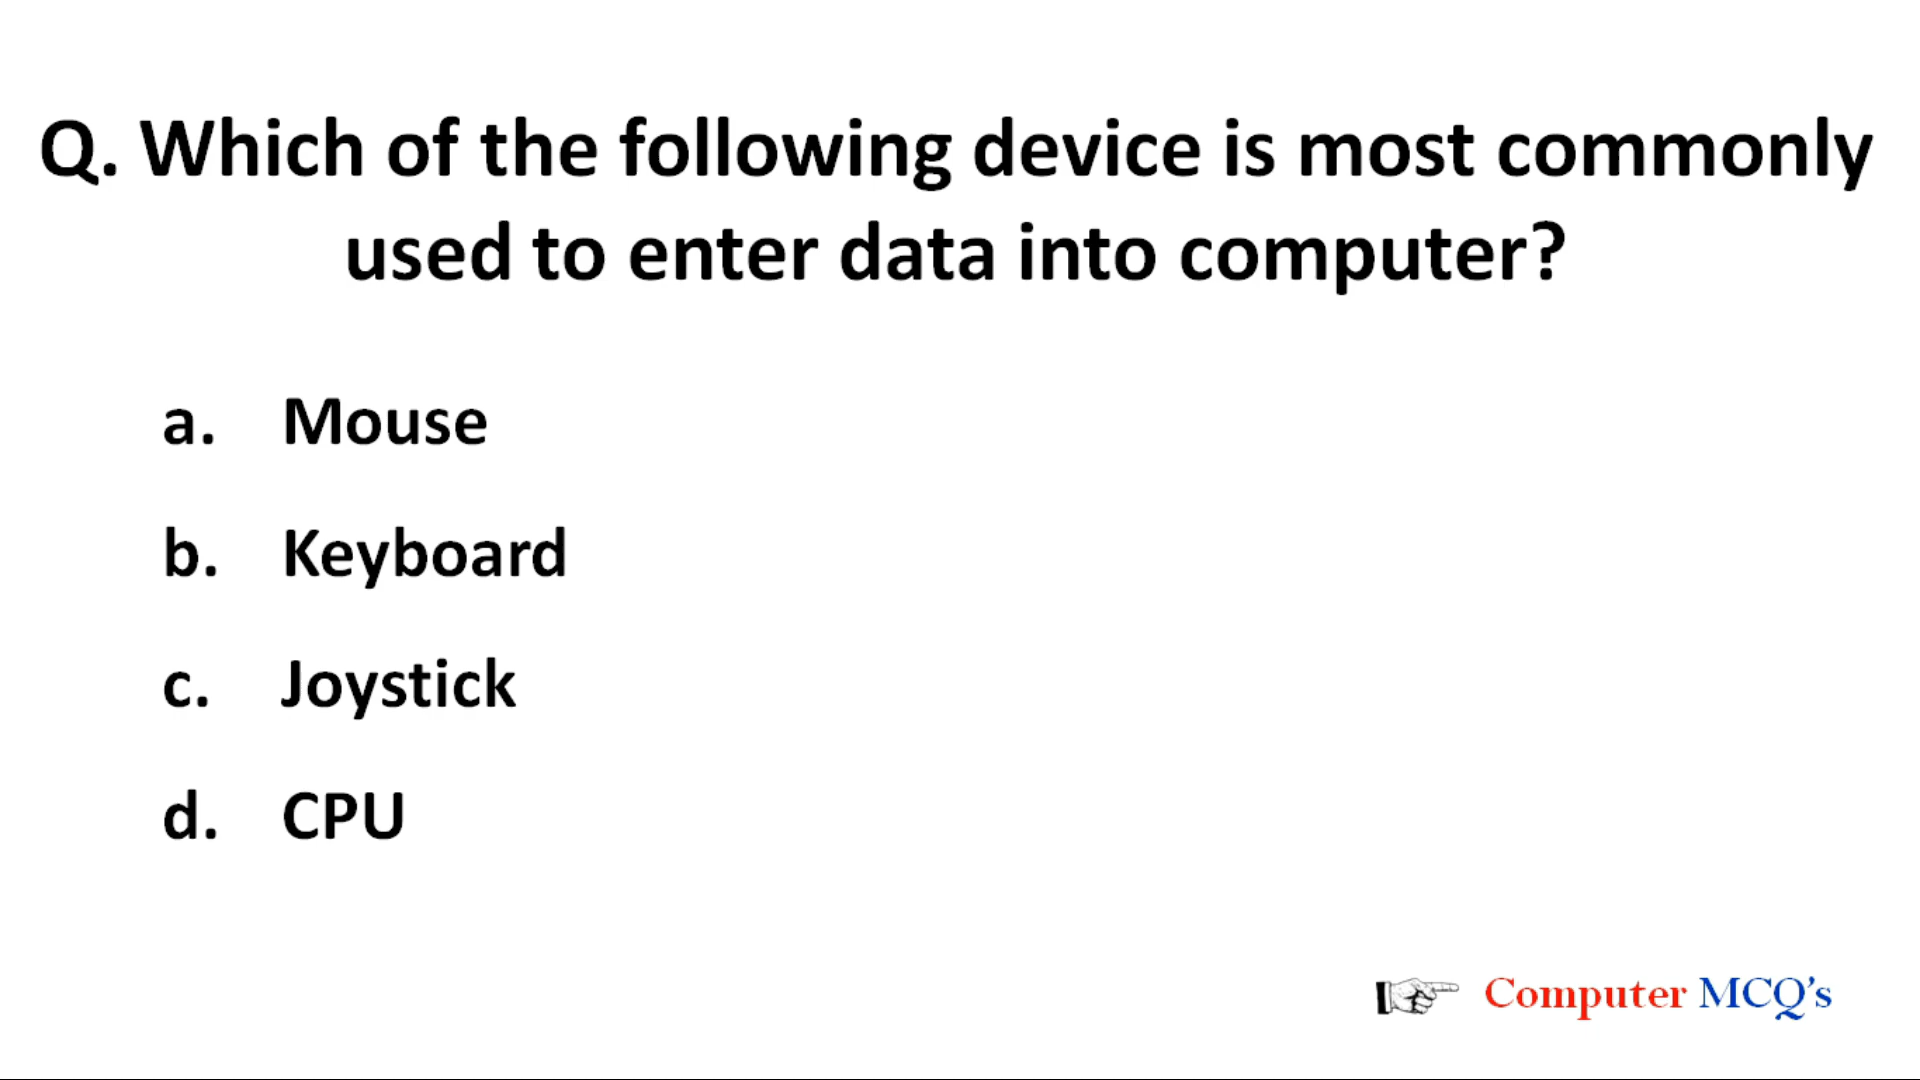 Q. Which of the following device is most commonly
used to enter data into computer?
a. Mouse
b. Keyboard
c. Joystick
d. CPU
Computer MCQ’s